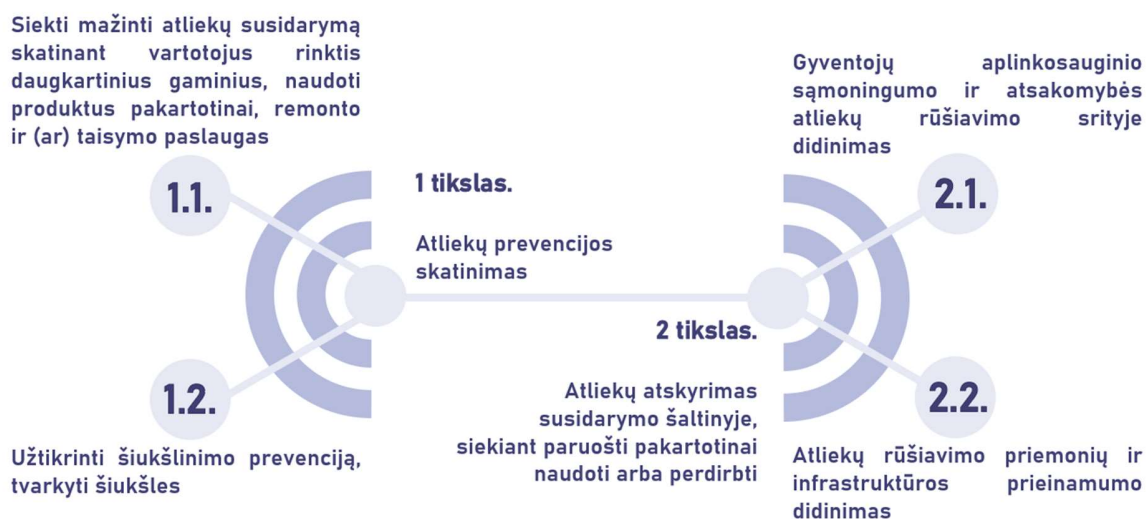 Siekti mažinti atliekų susidarymą
skatinant vartotojus rinktis
daugkartinius gaminius, naudoti
produktus pakartotinai, remonto
ir (ar) taisymo paslaugas
1.1.
1.2.
Užtikrinti šiukšlinimo prevenciją,
tvarkyti šiukšles
1 tikslas.
Atliekų prevencijos
skatinimas
2 tikslas.
Atliekų atskyrimas
susidarymo šaltinyje,
siekiant paruošti pakartotinai
naudoti arba perdirbti
Gyventojų aplinkosauginio
sąmoningumo ir atsakomybės
atliekų rūšiavimo srityje
didinimas
2.1.
2.2.
Atliekų rūšiavimo priemonių ir
infrastruktūros prieinamumo
didinimas